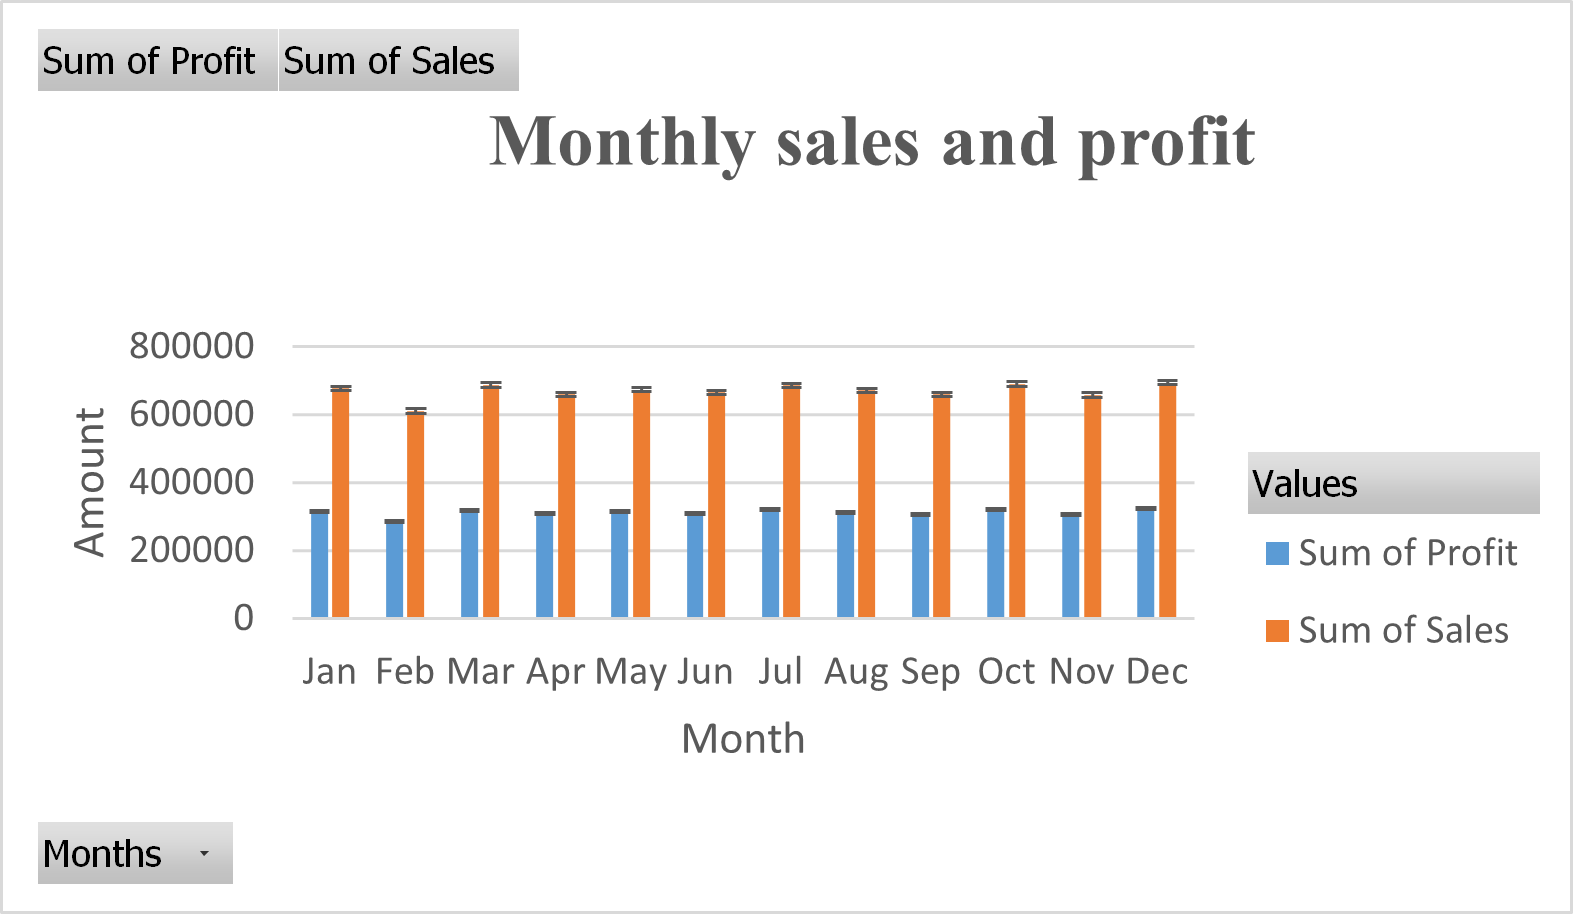 Sum of Profit Sum of Sales
Monthly sales and profit
800000
600000
400000
200000
0
Amount
Jan Feb Mar Apr May Jun Jul Aug Sep Oct Nov Dec
Month
Values
Sum of Profit
Sum of Sales
Months